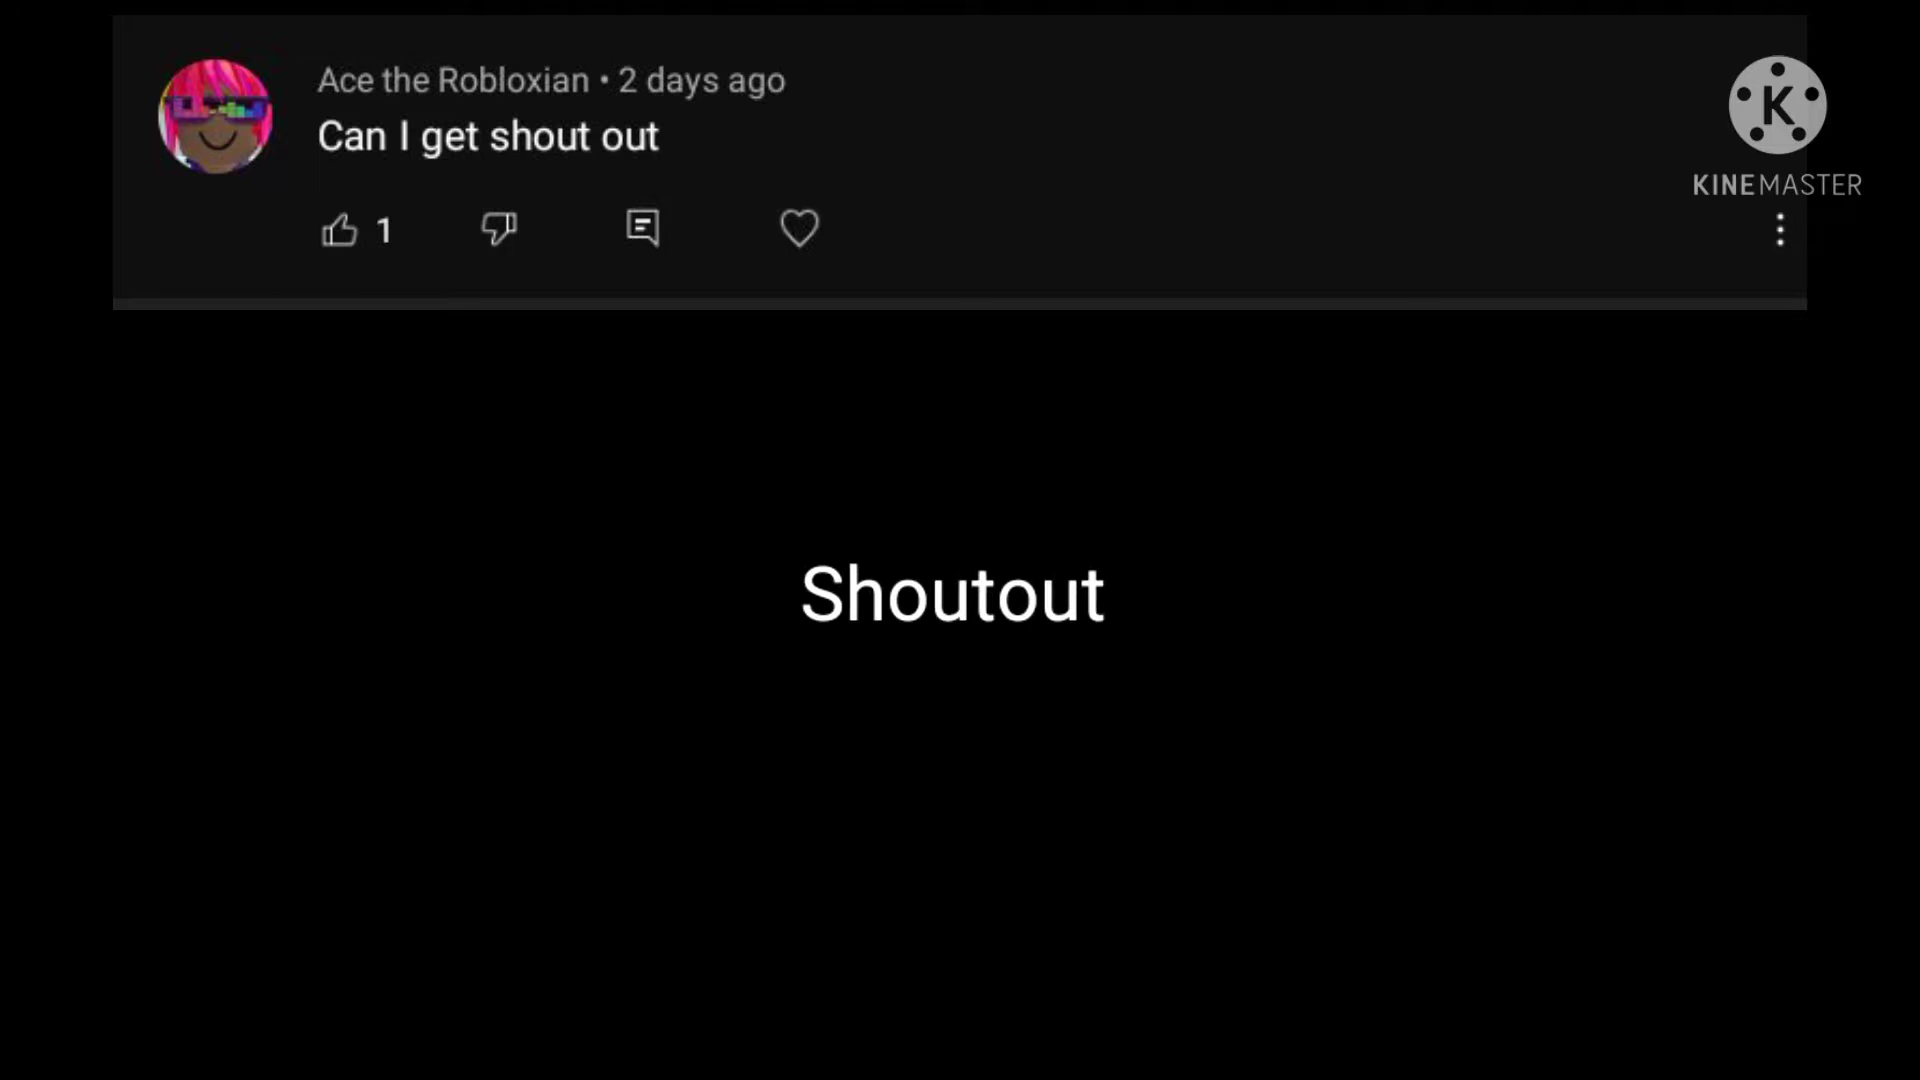 Ace the Robloxian • 2 days ago
Can I get shout out
1
K
KINEMASTER
Shoutout